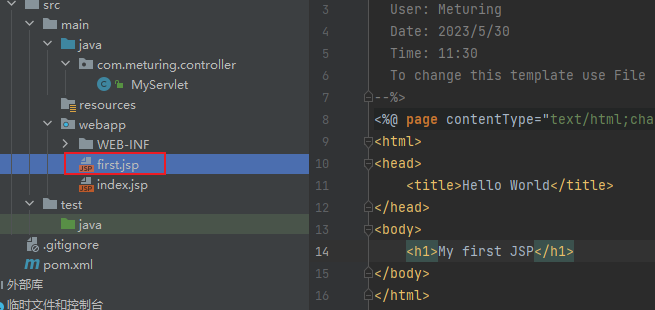 src
main
java
com.meturing.controller
MyServlet
resources
webapp
WEB-INF
JSP first.jsp
JSP index.jsp
test
java
.gitignore
m pom.xml
外部库
临时文件和控制台
3 User: Meturing
4 Date: 2023/5/30
5 Time: 11:30
6 To change this template use File
7 --%>
8 <%@ page contentType="text/html;cha
9 <html>
10 <head>
11 <title>Hello World</title>
12 </head>
13 <body>
14 <h1>My first JSP</h1>
15 </body>
16 </html>